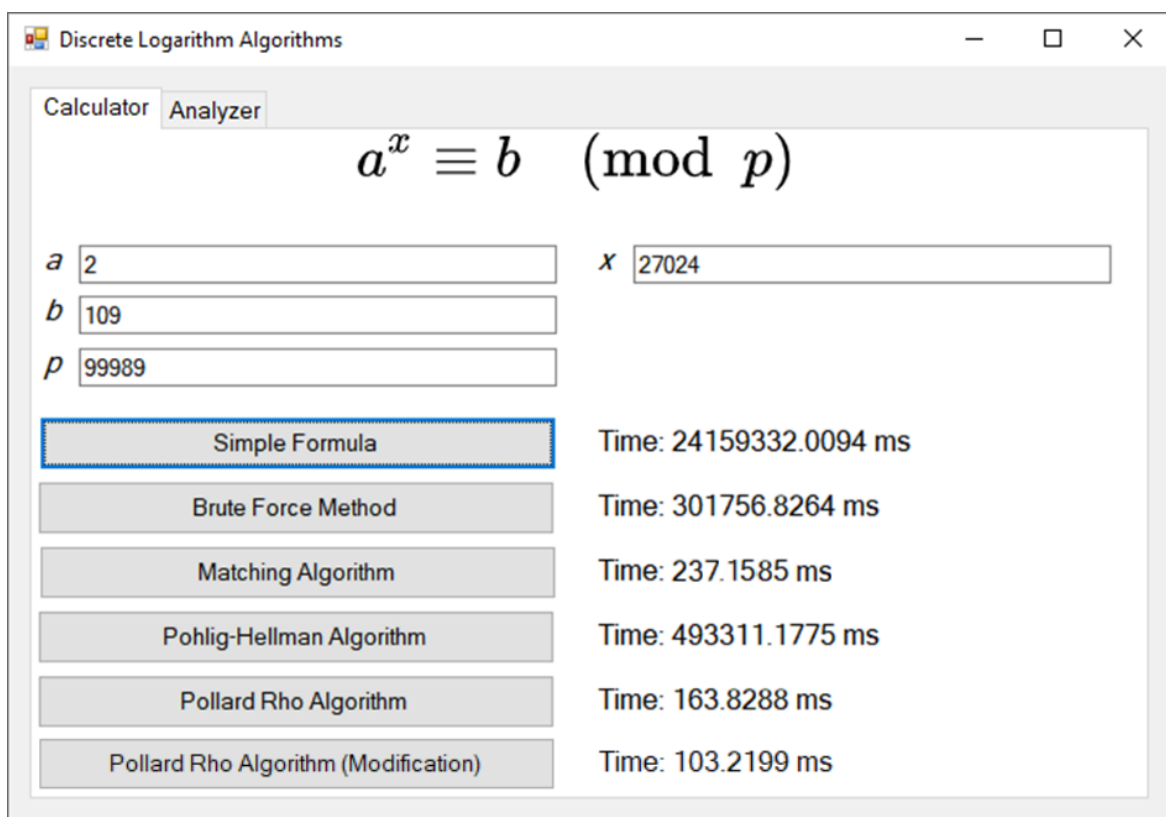 Discrete Logarithm Algorithms
Calculator Analyzer
a^x ≡ b (mod p)
a 2 x 27024
b 109
p 99989
Simple Formula Time: 24159332.0094 ms
Brute Force Method Time: 301756.8264 ms
Matching Algorithm Time: 237.1585 ms
Pohlig-Hellman Algorithm Time: 493311.1775 ms
Pollard Rho Algorithm Time: 163.8288 ms
Pollard Rho Algorithm (Modification) Time: 103.2199 ms